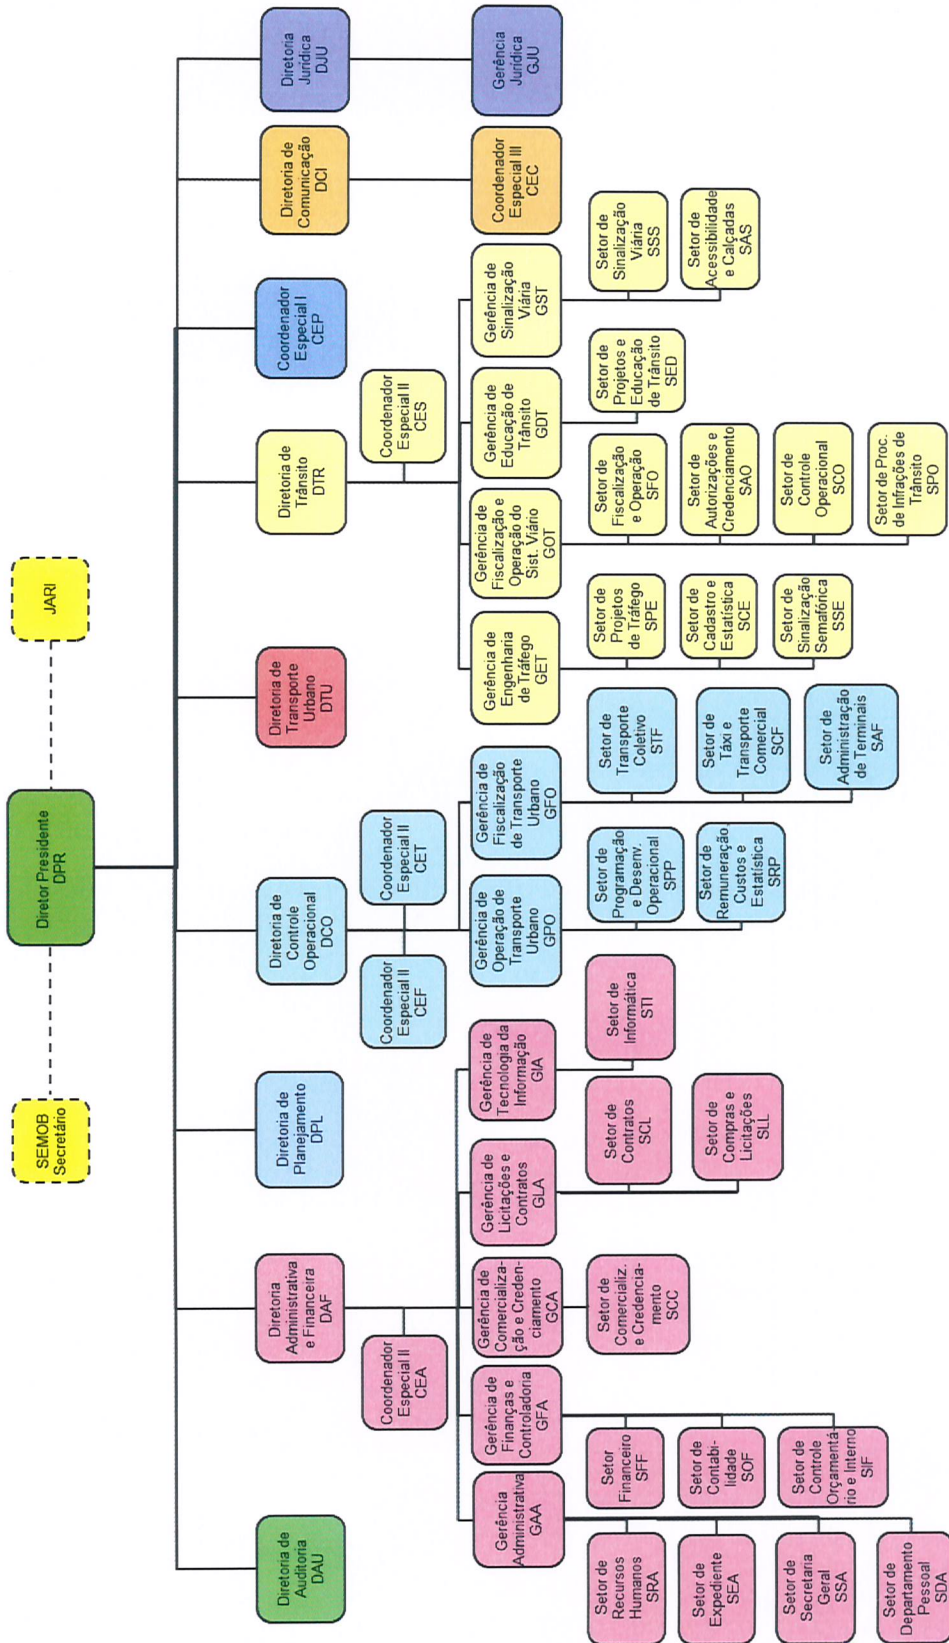 SEMOB
Secretário
Diretor Presidente
DPR
JARI
Diretoria de
Auditoria
DAU
Diretoria
Administrativa
e Financeira
DAF
Diretoria de
Planejamento
DPL
Diretoria de
Controle
Operacional
DCO
Diretoria de
Transporte
Urbano
DTU
Diretoria de
Trânsito
DTR
Coordenador
Especial I
CEP
Diretoria de
Comunicação
DCI
Diretoria
Jurídica
DJU
Coordenador
Especial II
CEA
Coordenador
Especial II
CEF
Coordenador
Especial II
CET
Coordenador
Especial II
CES
Gerência
Administrativa
GAA
Gerência de
Finanças e
Controladoria
GFA
Gerência de
Comercializa-
ção e Creden-
ciamento
GCA
Gerência de
Licitações e
Contratos
GLA
Gerência de
Tecnologia da
Informação
GIA
Gerência de
Operação de
Transporte
Urbano
GPO
Gerência de
Fiscalização
de Transporte
Urbano
GFO
Gerência de
Engenharia
de Tráfego
GET
Gerência de
Fiscalização e
Operação do
Sist. Viário
GOT
Gerência de
Educação de
Trânsito
GDT
Gerência de
Sinalização
Viária
GST
Coordenador
Especial III
CEC
Gerência
Jurídica
GJU
Setor de
Recursos
Humanos
SRA
Setor de
Expediente
SEA
Setor de
Secretaria
Geral
SSA
Setor de
Departamento
Pessoal
SDA
Setor
Financeiro
SFF
Setor de
Contabi-
lidade
SOF
Setor de
Controle
Orçamentá-
rio e Interno
SIF
Setor de
Comercializ.
e Credencia-
mento
SCC
Setor de
Contratos
SCL
Setor de
Compras e
Licitações
SLL
Setor de
Informática
STI
Setor de
Programação
e Desenv.
Operacional
SPP
Setor de
Remuneração,
Custos e
Estatística
SRP
Setor de
Transporte
Coletivo
STF
Setor de
Táxi e
Transporte
Comercial
SCF
Setor de
Administração
de Terminais
SAF
Setor de
Projetos
de Tráfego
SPE
Setor de
Cadastro e
Estatística
SCE
Setor de
Sinalização
Semafórica
SSE
Setor de
Fiscalização
e Operação
SFO
Setor de
Autorizações e
Credenciamento
SAO
Setor de
Controle
Operacional
SCO
Setor de Proc.
de Infrações de
Trânsito
SPO
Setor de
Projetos e
Educação
de Trânsito
SED
Setor de
Sinalização
Viária
SSS
Setor de
Acessibilidade
e Calçadas
SAS